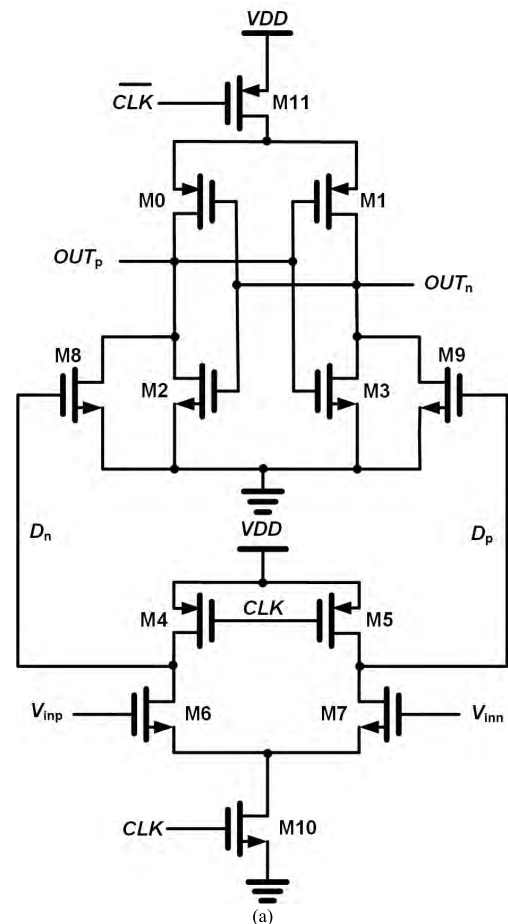 VDD
CLK
M11
M0
M1
OUTp
OUTn
M8
M9
M2
M3
Dn
VDD
Dp
M4
CLK
M5
Vinp
M6
M7
Vinn
CLK
M10
(a)